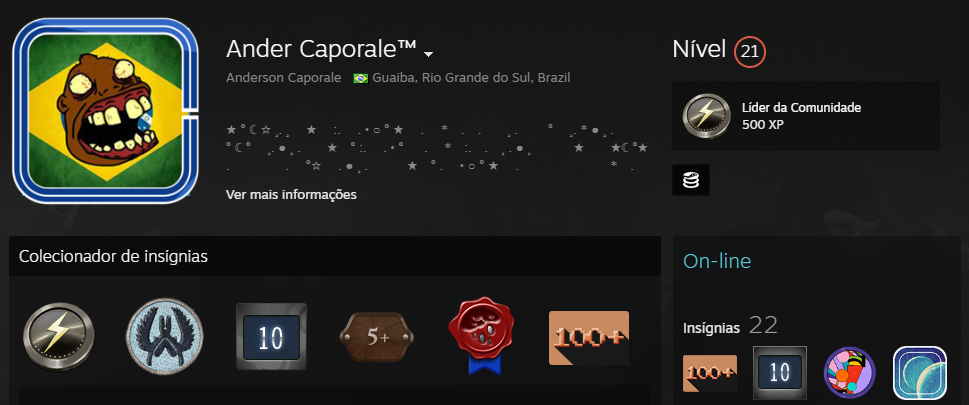 Ander Caporale™
Anderson Caporale Guaiba, Rio Grande do Sul, Brazil
Ver mais informações
Nível 21
Líder da Comunidade
500 XP
Colecionador de insígnias
10
5+
100+
On-line
Insígnias 22
100+
10